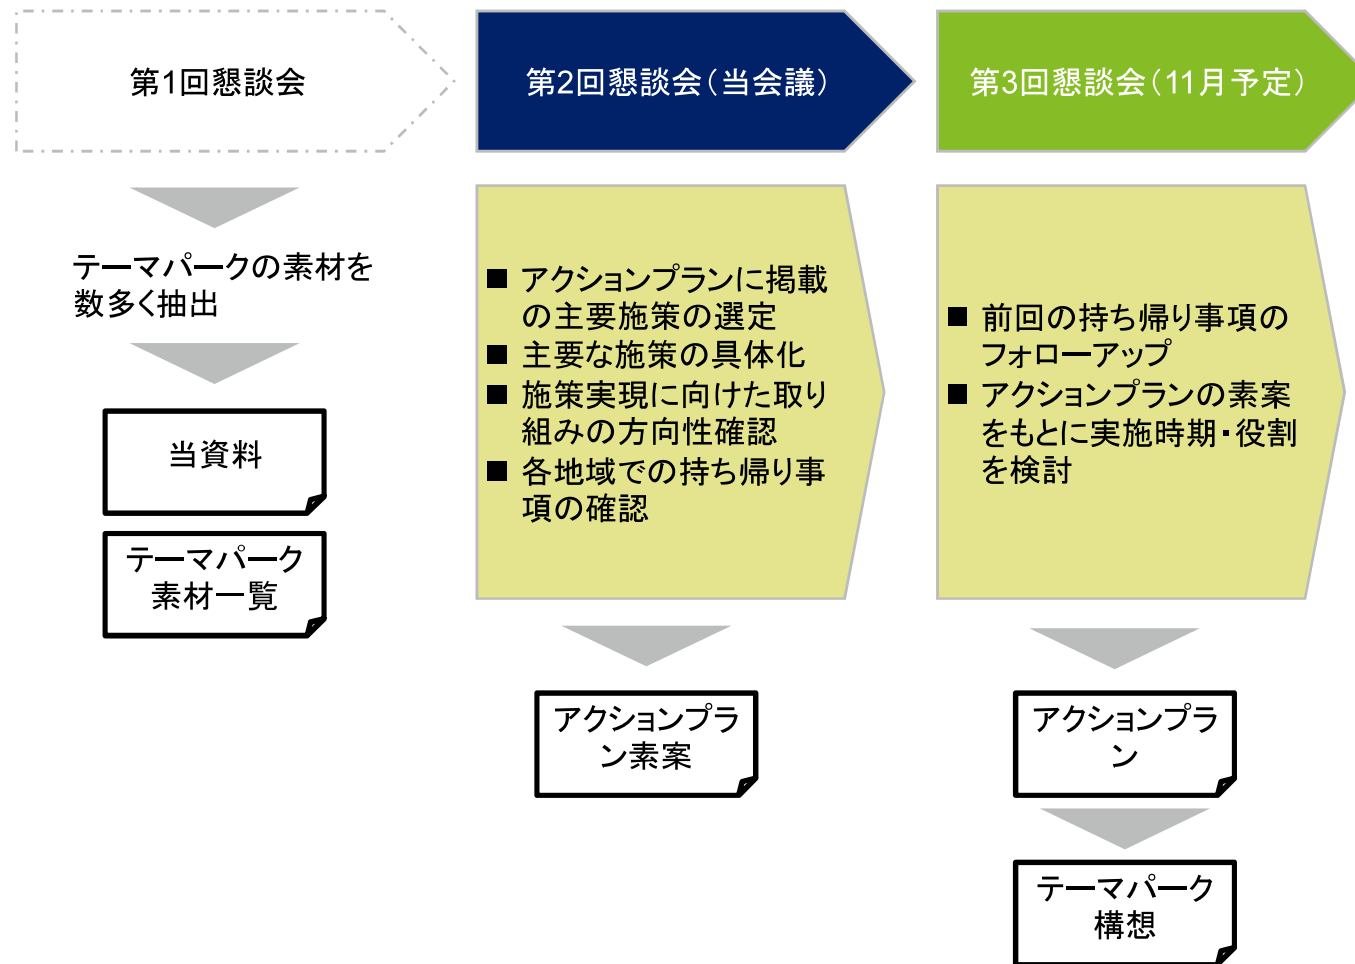 第1回懇談会
第2回懇談会（当会議）
第3回懇談会（11月予定）
テーマパークの素材を
数多く抽出
当資料
テーマパーク
素材一覧
■ アクションプランに掲載
の主要施策の選定
■ 主要な施策の具体化
■ 施策実現に向けた取り
組みの方向性確認
■ 各地域での持ち帰り事
項の確認
アクションプラ
ン素案
■ 前回の持ち帰り事項の
フォローアップ
■ アクションプランの素案
をもとに実施時期・役割
を検討
アクションプラ
ン
テーマパーク
構想